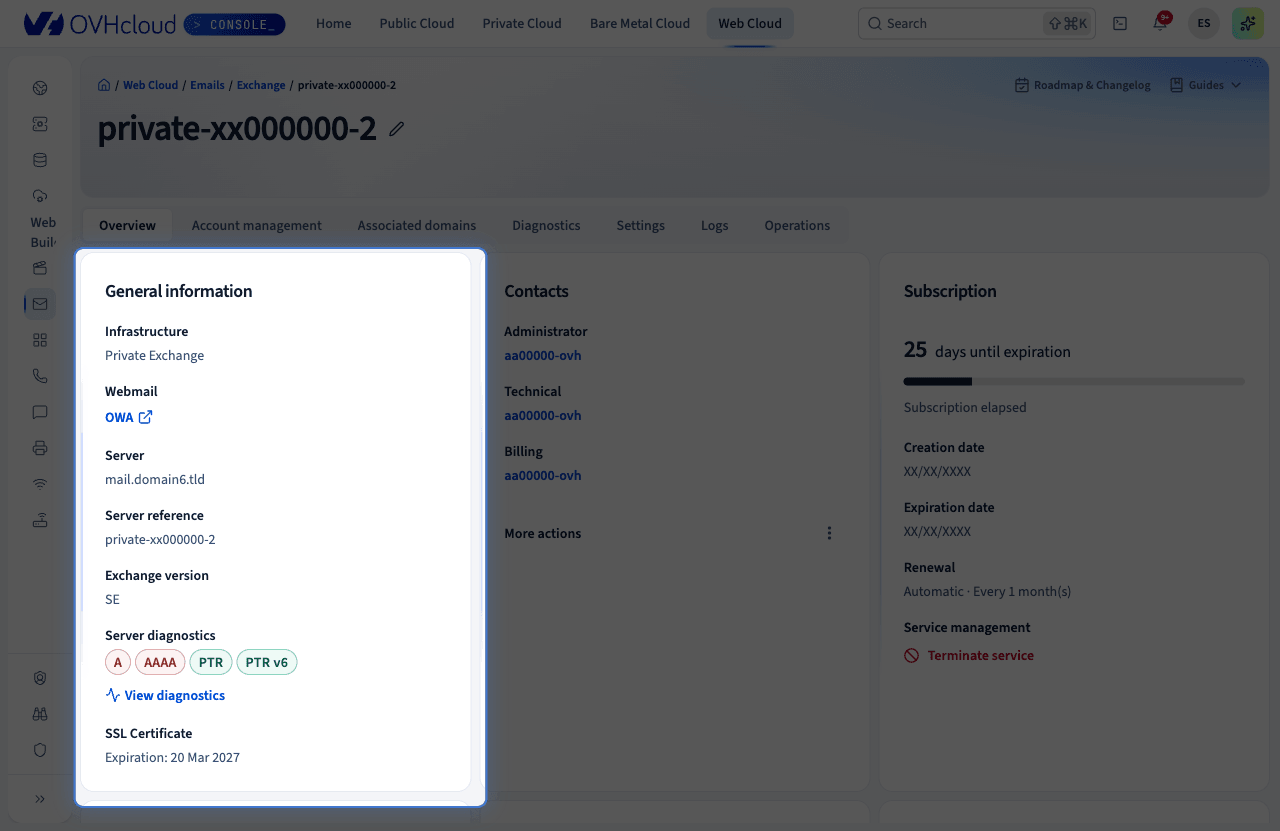 OVHcloud > CONSOLE_
Home Public Cloud Private Cloud Bare Metal Cloud Web Cloud
Search ⇧⌘K
9+
ES
/ Web Cloud / Emails / Exchange / private-xx000000-2
Roadmap & Changelog Guides
private-xx000000-2
Web
Buil
Overview Account management Associated domains Diagnostics Settings Logs Operations
General information
Infrastructure
Private Exchange
Webmail
OWA
Server
mail.domain6.tld
Server reference
private-xx000000-2
Exchange version
SE
Server diagnostics
A AAAA PTR PTR v6
View diagnostics
SSL Certificate
Expiration: 20 Mar 2027
Contacts
Administrator
aa00000-ovh
Technical
aa00000-ovh
Billing
aa00000-ovh
More actions
Subscription
25 days until expiration
Subscription elapsed
Creation date
XX/XX/XXXX
Expiration date
XX/XX/XXXX
Renewal
Automatic · Every 1 month(s)
Service management
Terminate service